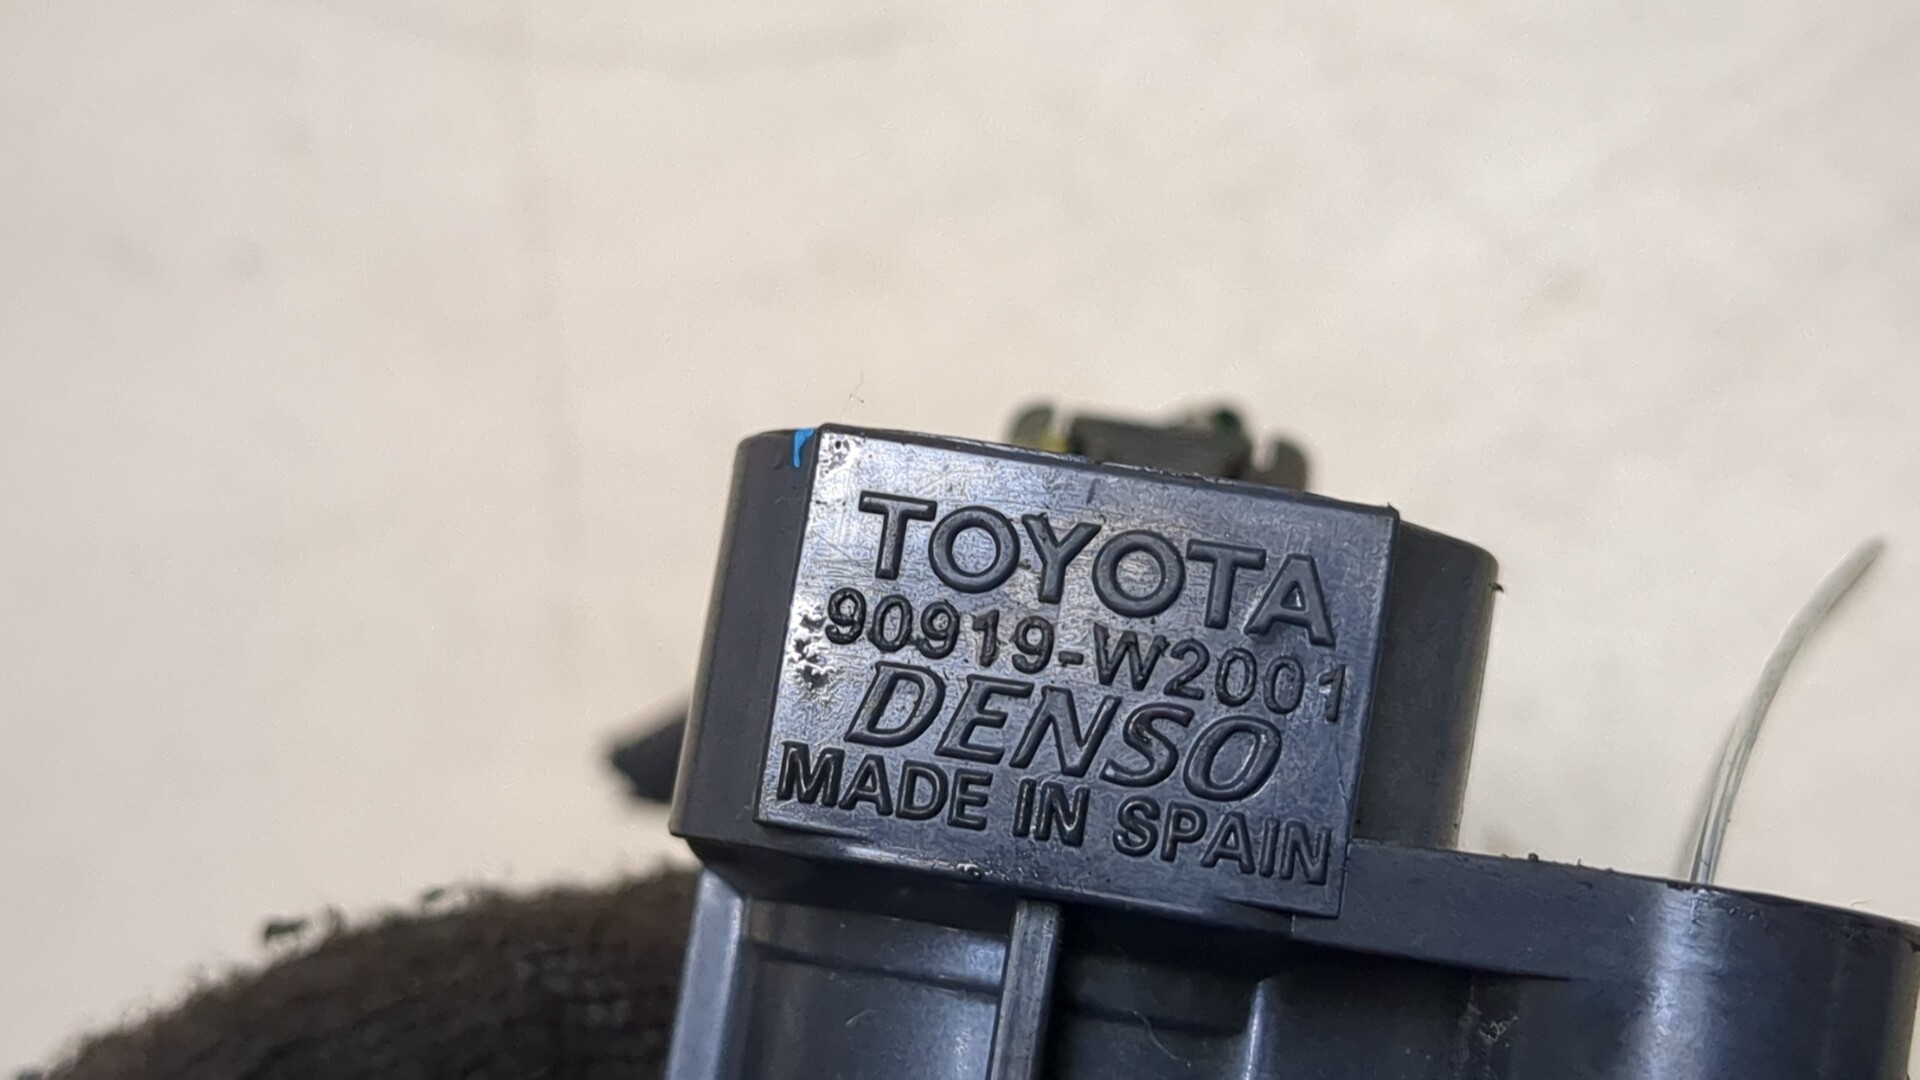 TOYOTA
90919-W2001
DENSO
MADE IN SPAIN